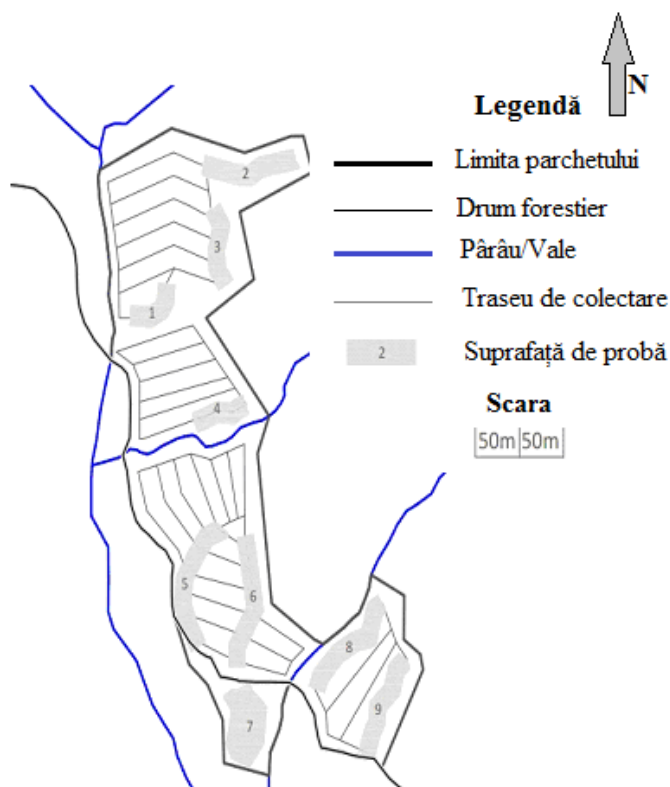 N
Legendă
Limita parchetului
Drum forestier
Pârâu/Vale
Traseu de colectare
2 Suprafață de probă
Scara
50m 50m
2
3
1
4
5
6
8
9
7